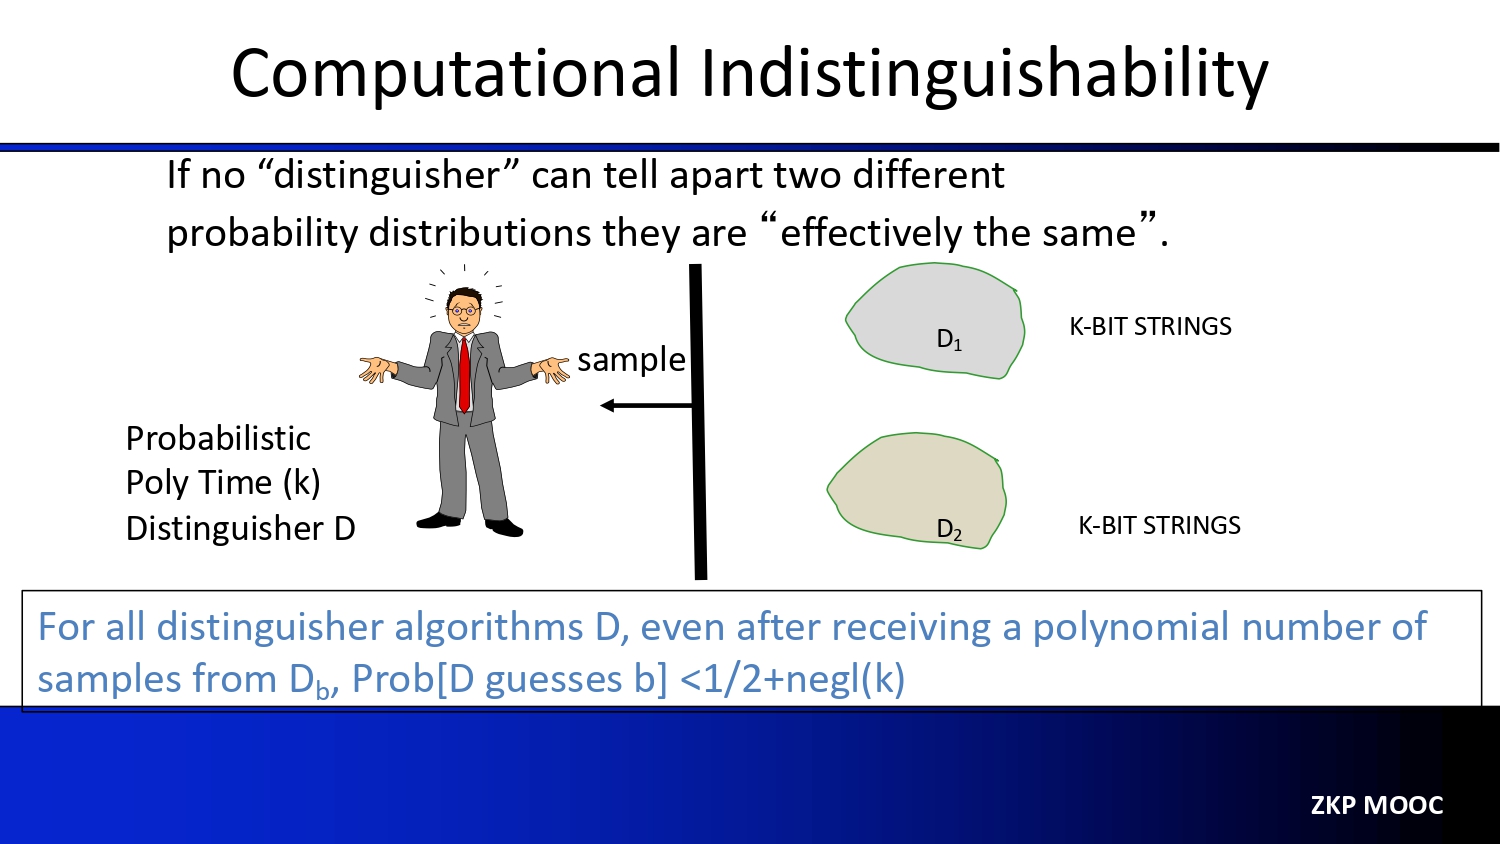 Computational Indistinguishability
If no “distinguisher” can tell apart two different
probability distributions they are “effectively the same”.
sample
D₁
K-BIT STRINGS
Probabilistic
Poly Time (k)
Distinguisher D
D₂
K-BIT STRINGS
For all distinguisher algorithms D, even after receiving a polynomial number of
samples from D_b, Prob[D guesses b] <1/2+negl(k)
ZKP MOOC